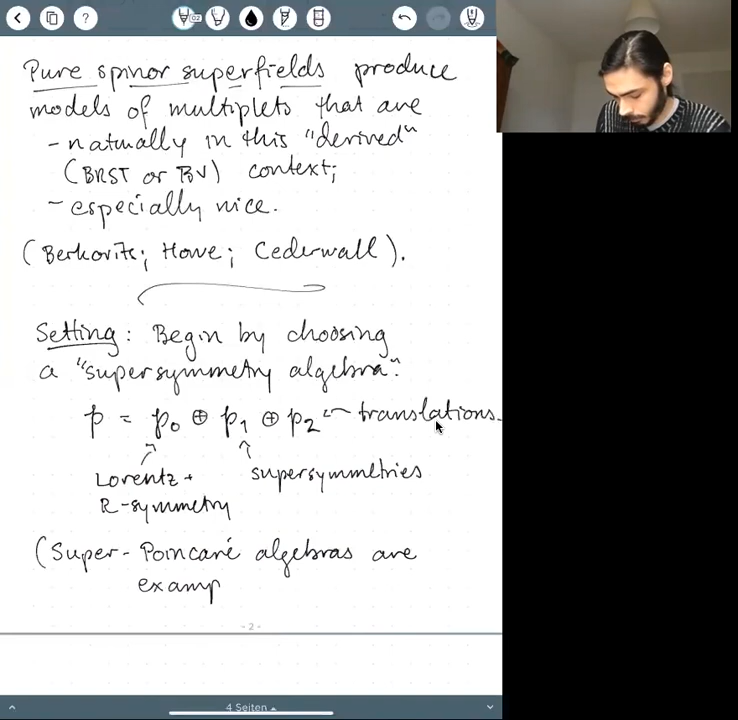 Pure spinor superfields produce
models of multiplets that are
- natually in this "derived"
(BRST or BV) context;
- especially nice.
(Berkovits; Howe; Cederwall).
Setting: Begin by choosing
a "supersymmetry algebra":
p = p0 ⊕ p1 ⊕ p2 ← translations.
Lorentz + supersymmetries
R-symmetry
(Super-Poincaré algebras are
examp
- 2 -
4 Seiten